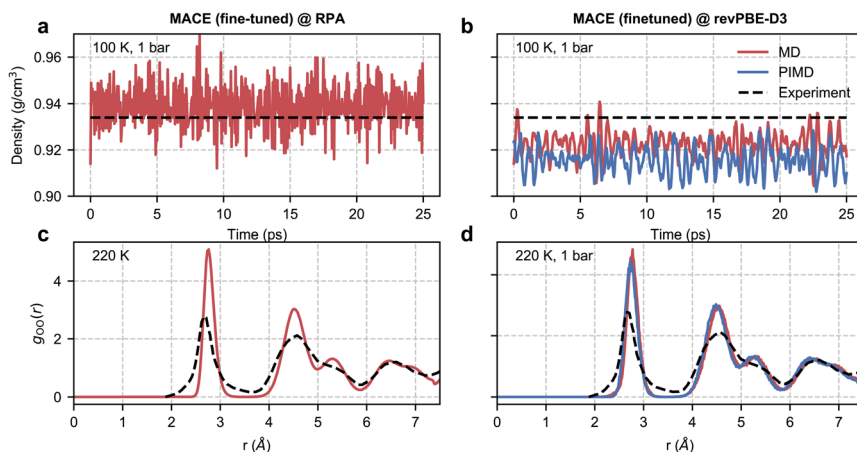 MACE (fine-tuned) @ RPA
a
100 K, 1 bar
0.96
0.94
0.92
0.90
Density (g/cm³)
0 5 10 15 20 25
Time (ps)
MACE (finetuned) @ revPBE-D3
b
100 K, 1 bar
MD
PIMD
Experiment
0 5 10 15 20 25
Time (ps)
c
220 K
4
2
0
gOO(r)
0 1 2 3 4 5 6 7
r (Å)
d
220 K, 1 bar
0 1 2 3 4 5 6 7
r (Å)